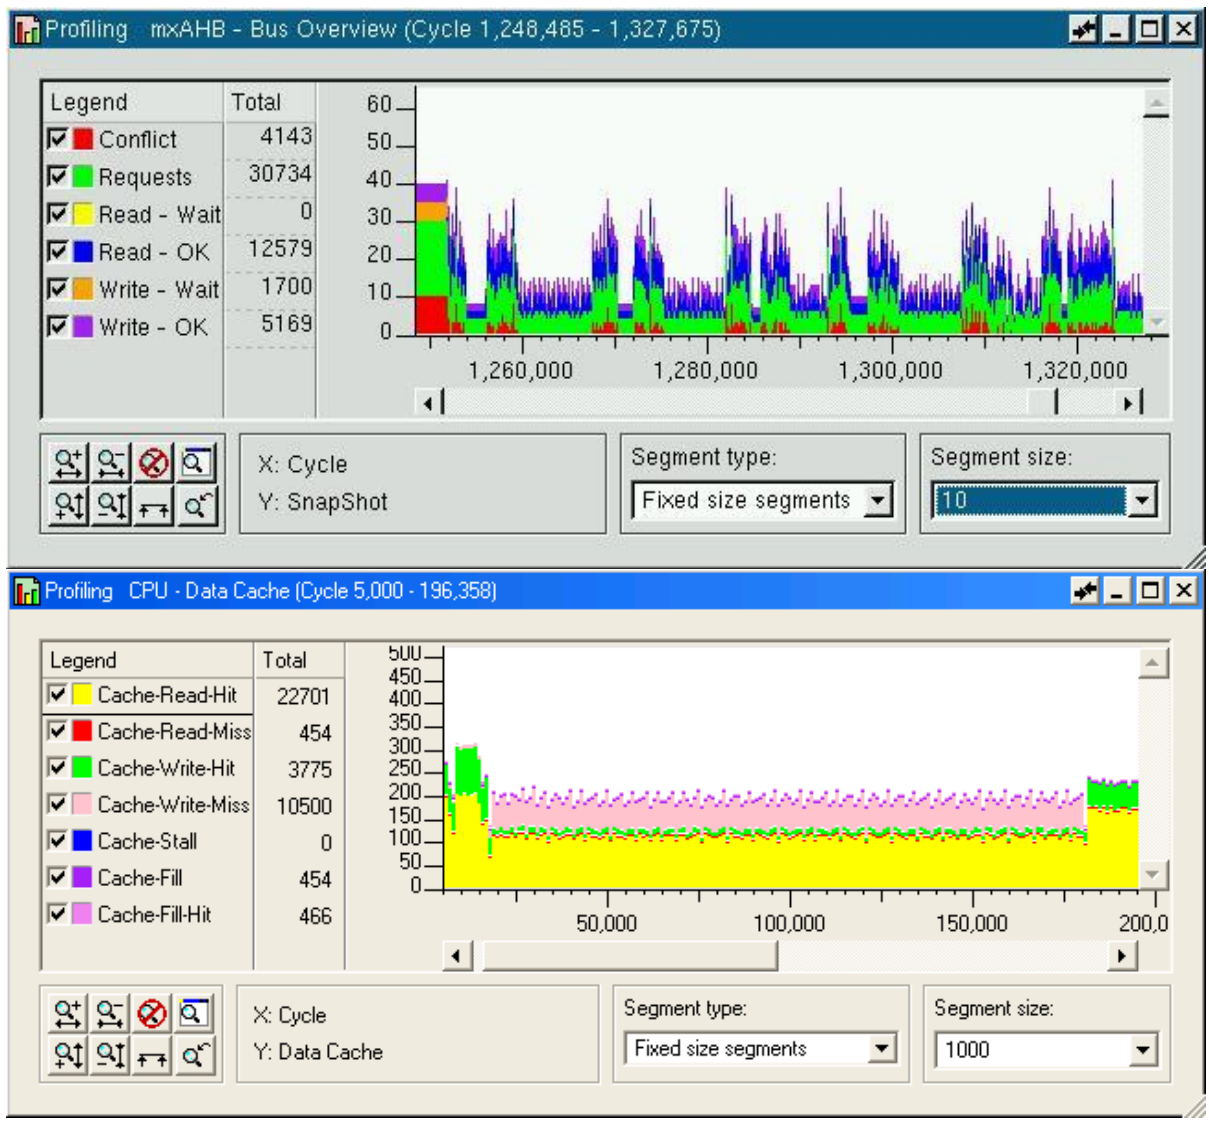 Profiling mxAHB - Bus Overview (Cycle 1,248,485 - 1,327,675)
Legend Total
Conflict 4143
Requests 30734
Read - Wait 0
Read - OK 12579
Write - Wait 1700
Write - OK 5169
60
50
40
30
20
10
0
1,260,000 1,280,000 1,300,000 1,320,000
X: Cycle
Y: SnapShot
Segment type:
Fixed size segments
Segment size:
10
Profiling CPU - Data Cache (Cycle 5,000 - 196,358)
Legend Total
Cache-Read-Hit 22701
Cache-Read-Miss 454
Cache-Write-Hit 3775
Cache-Write-Miss 10500
Cache-Stall 0
Cache-Fill 454
Cache-Fill-Hit 466
500
450
400
350
300
250
200
150
100
50
0
50,000 100,000 150,000 200,0
X: Cycle
Y: Data Cache
Segment type:
Fixed size segments
Segment size:
1000